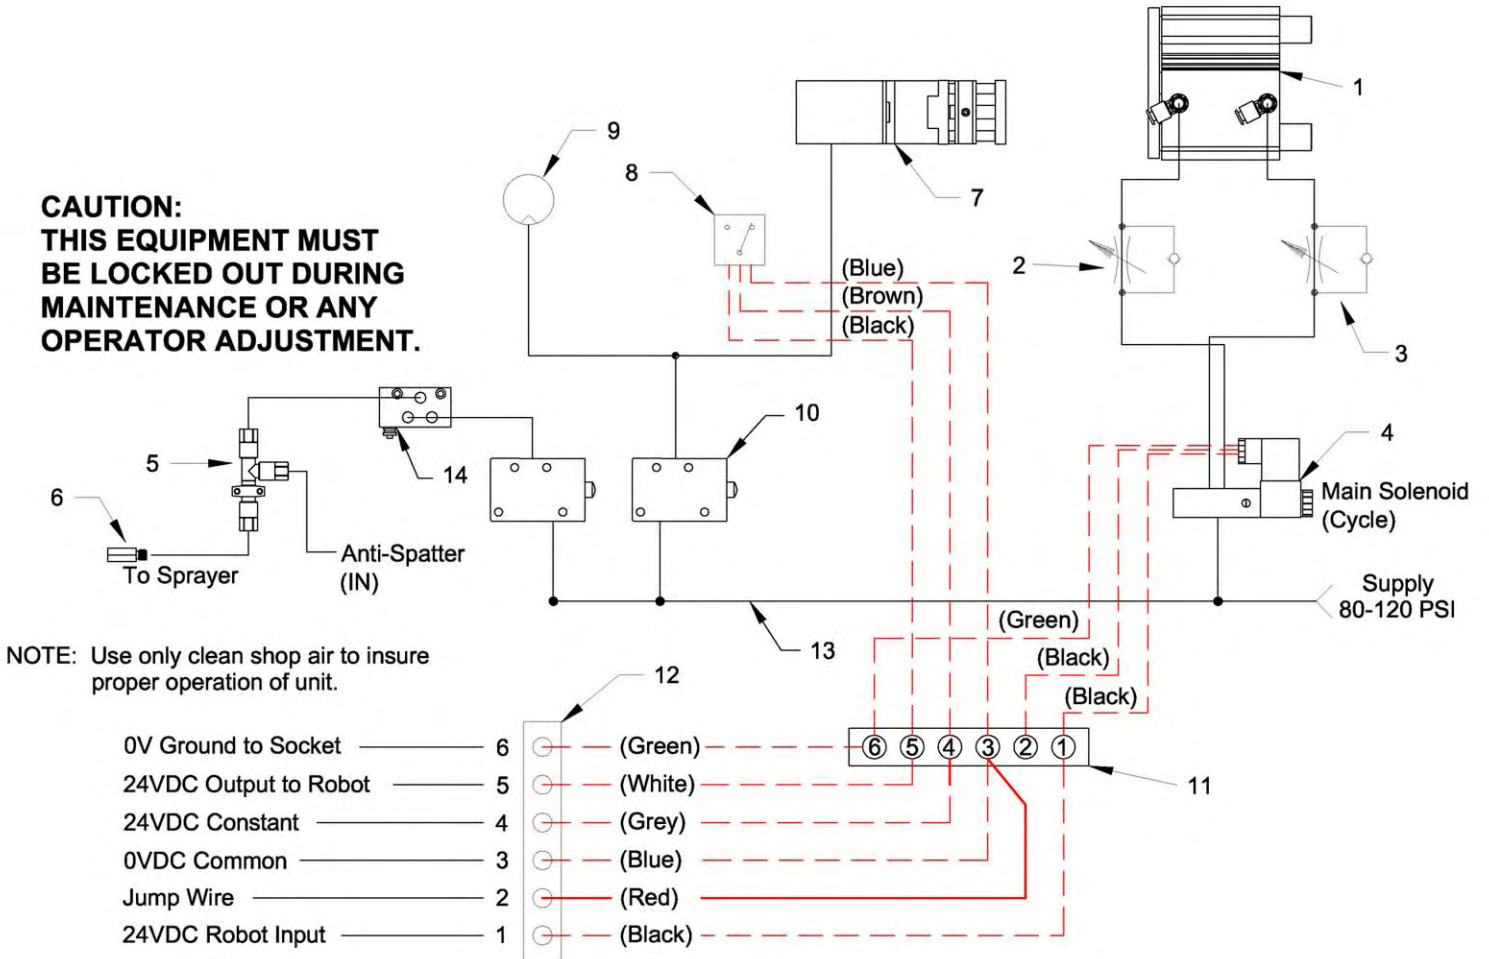 1
9
8
7
CAUTION:
THIS EQUIPMENT MUST
BE LOCKED OUT DURING
MAINTENANCE OR ANY
OPERATOR ADJUSTMENT.
(Blue)
(Brown)
(Black)
2
3
10
4
5
14
6
Main Solenoid
(Cycle)
Anti-Spatter
(IN)
To Sprayer
Supply
80-120 PSI
(Green)
13
(Black)
(Black)
NOTE: Use only clean shop air to insure
proper operation of unit.
12
6 5 4 3 2 1
11
0V Ground to Socket 6 (Green)
24VDC Output to Robot 5 (White)
24VDC Constant 4 (Grey)
0VDC Common 3 (Blue)
Jump Wire 2 (Red)
24VDC Robot Input 1 (Black)